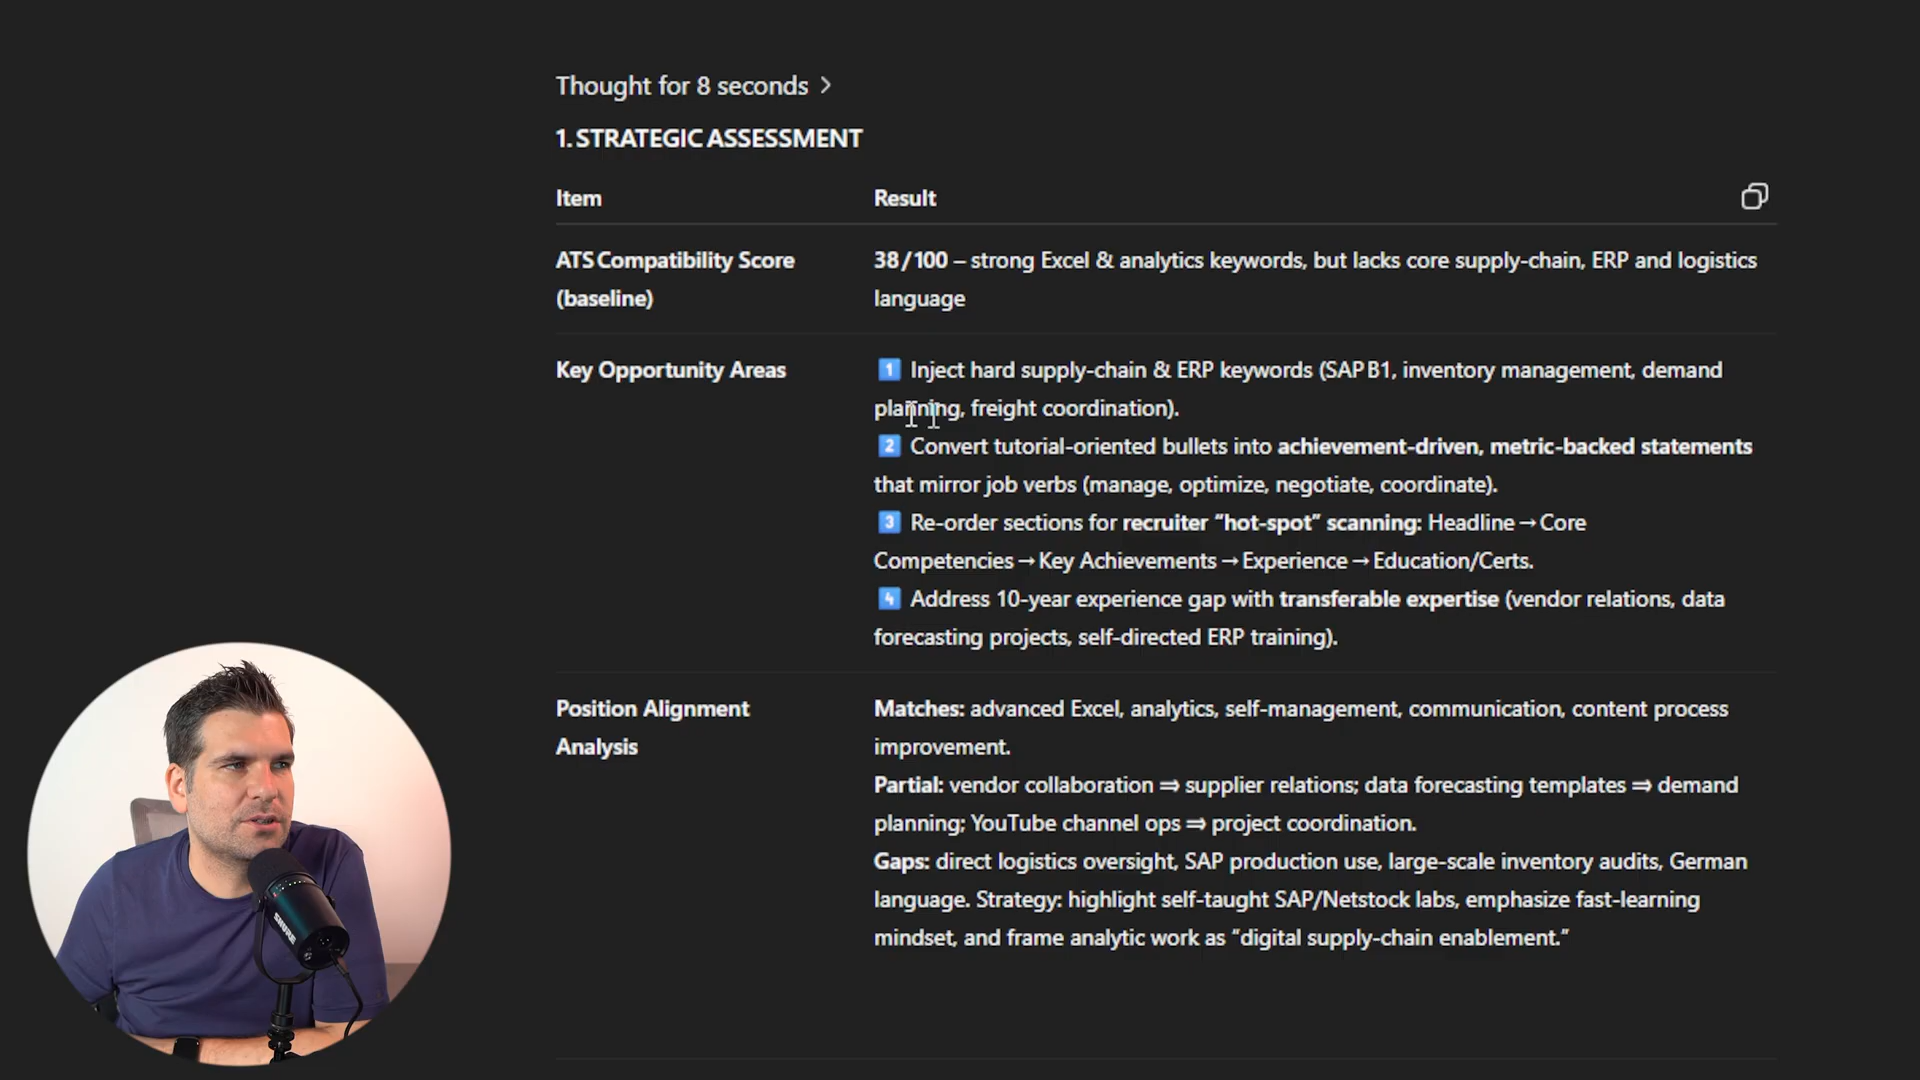 Thought for 8 seconds >
1. STRATEGIC ASSESSMENT
Item Result
ATS Compatibility Score (baseline)
38/100 – strong Excel & analytics keywords, but lacks core supply-chain, ERP and logistics
language
Key Opportunity Areas
1 Inject hard supply-chain & ERP keywords (SAP B1, inventory management, demand
planning, freight coordination).
2 Convert tutorial-oriented bullets into achievement-driven, metric-backed statements
that mirror job verbs (manage, optimize, negotiate, coordinate).
3 Re-order sections for recruiter “hot-spot” scanning: Headline → Core
Competencies → Key Achievements → Experience → Education/Certs.
4 Address 10-year experience gap with transferable expertise (vendor relations, data
forecasting projects, self-directed ERP training).
Position Alignment
Analysis
Matches: advanced Excel, analytics, self-management, communication, content process
improvement.
Partial: vendor collaboration ⇒ supplier relations; data forecasting templates ⇒ demand
planning; YouTube channel ops ⇒ project coordination.
Gaps: direct logistics oversight, SAP production use, large-scale inventory audits, German
language. Strategy: highlight self-taught SAP/Netstock labs, emphasize fast-learning
mindset, and frame analytic work as “digital supply-chain enablement.”
SHURE